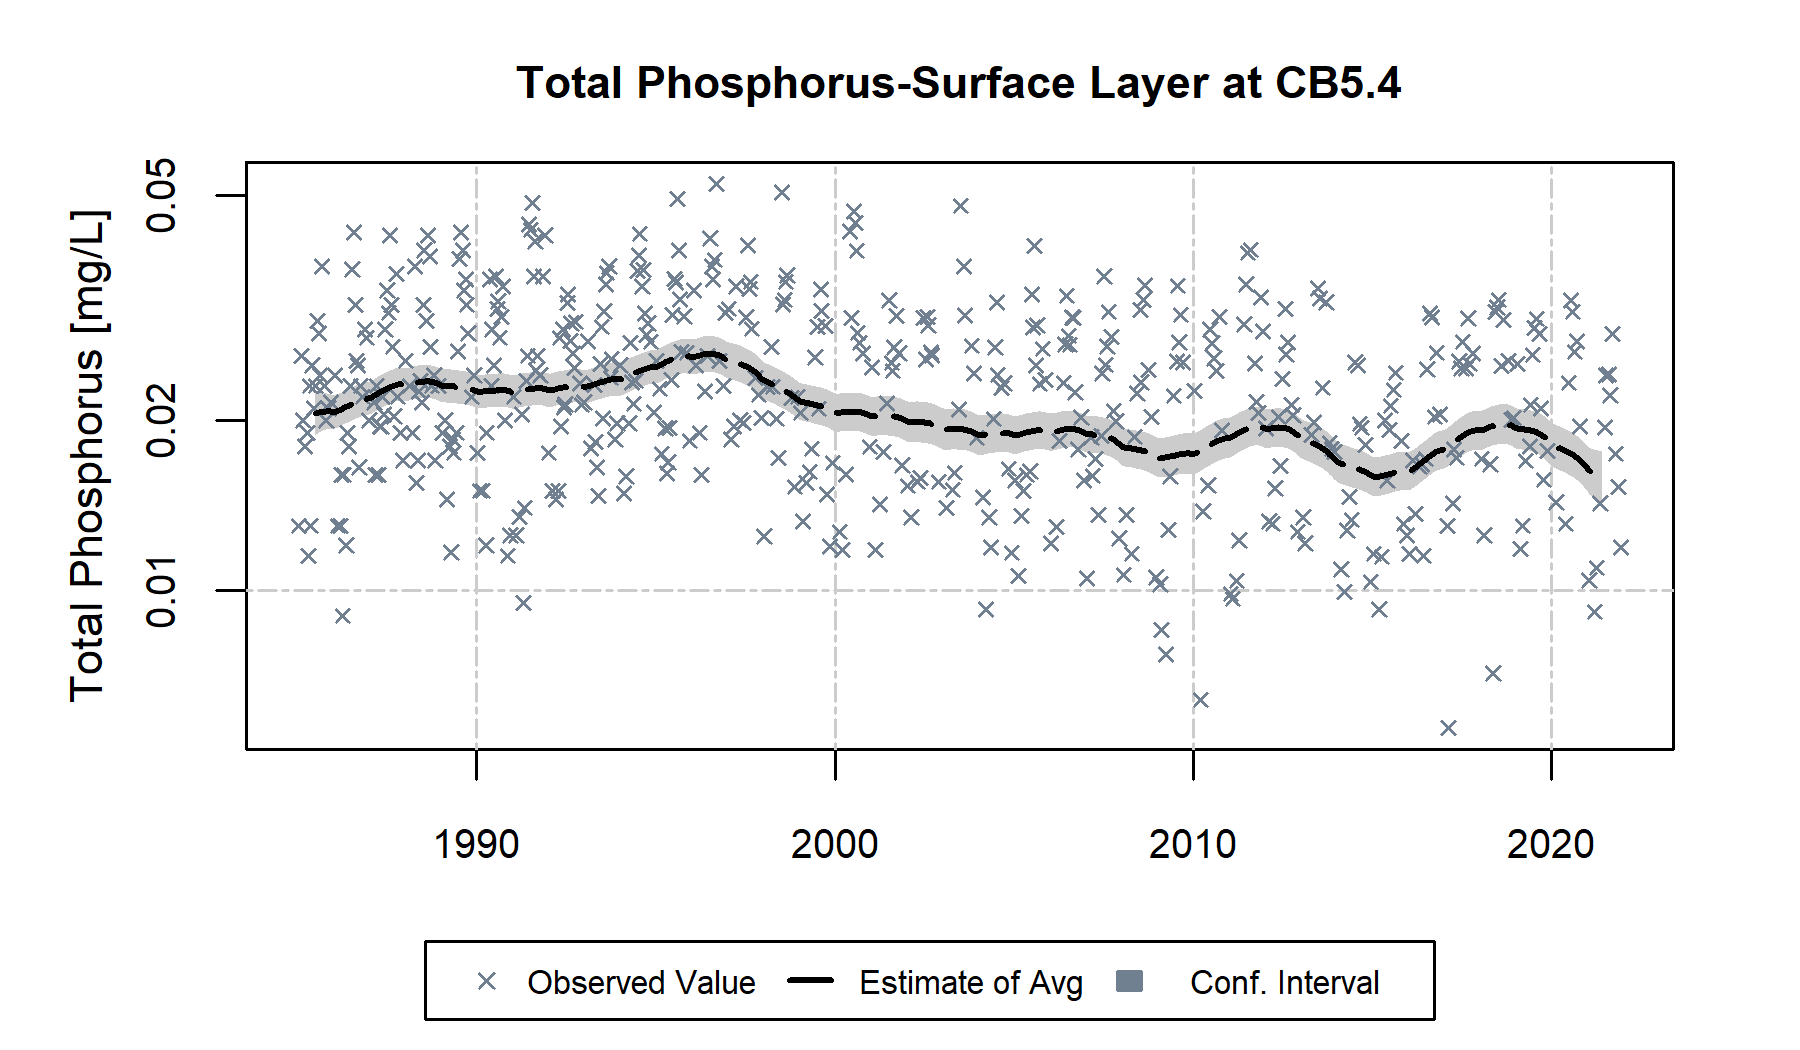 Total Phosphorus-Surface Layer at CB5.4
Total Phosphorus [mg/L]
0.05
0.02
0.01
1990 2000 2010 2020
Observed Value Estimate of Avg Conf. Interval